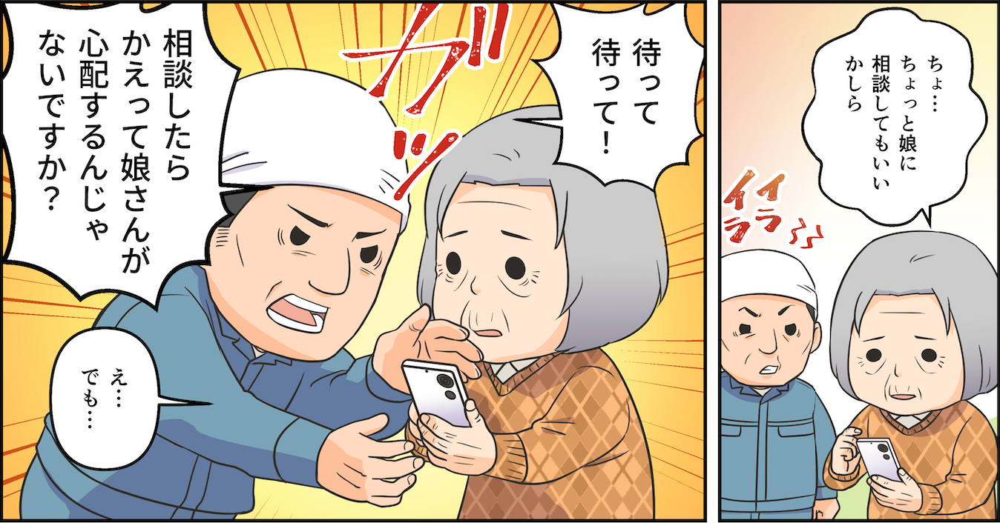 ちょ…
ちょっと娘に
相談してもいい
かしら
イライラ
待って
待って！
ガッ
相談したら
かえって娘さんが
心配するんじゃ
ないですか？
え…
でも…